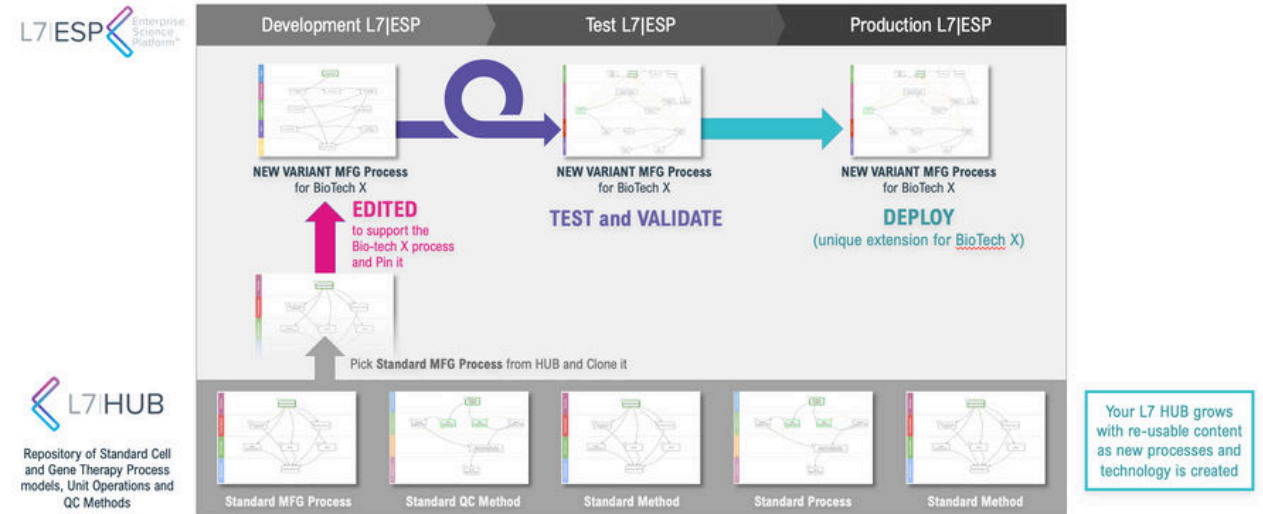 L7|ESP
Enterprise
Science
Platform™
Development L7|ESP
Test L7|ESP
Production L7|ESP
NEW VARIANT MFG Process
for BioTech X
NEW VARIANT MFG Process
for BioTech X
NEW VARIANT MFG Process
for BioTech X
EDITED
to support the
Bio-tech X process
and Pin it
TEST and VALIDATE
DEPLOY
(unique extension for BioTech X)
Pick Standard MFG Process from HUB and Clone it
L7|HUB
Repository of Standard Cell
and Gene Therapy Process
models, Unit Operations and
QC Methods
Standard MFG Process
Standard QC Method
Standard Method
Standard Process
Standard Method
Your L7 HUB grows
with re-usable content
as new processes and
technology is created